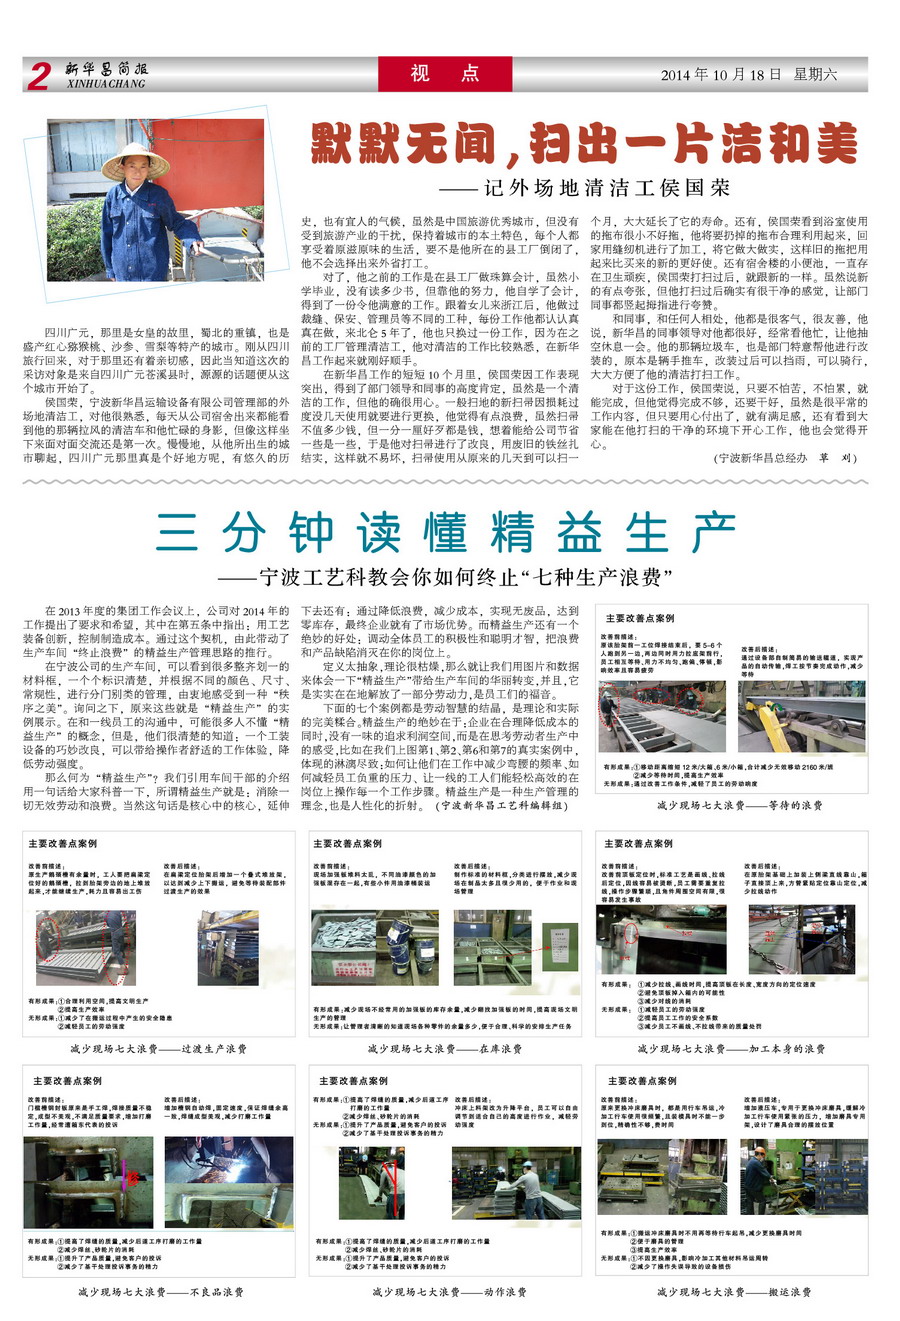 2 新华昌简报
XINHUACHANG
视 点
2014 年 10 月 18 日 星期六
默默无闻，扫出一片洁和美
——记外场地清洁工侯国荣
四川广元，那里是女皇的故里，蜀北的重镇，也是
盛产红心猕猴桃、沙参、雪梨等特产的城市。刚从四川
旅行回来，对于那里还有着亲切感，因此当知道这次的
采访对象是来自四川广元苍溪县时，源源的话题便从这
个城市开始了。
侯国荣，宁波新华昌运输设备有限公司管理部的外
场地清洁工，对他很熟悉，每天从公司宿舍出来都能看
到他的那辆拉风的清洁车和他忙碌的身影，但像这样坐
下来面对面交流还是第一次。慢慢地，从他所出生的城
市聊起，四川广元那里真是个好地方呢，有悠久的历
史，也有宜人的气候，虽然是中国旅游优秀城市，但没有
受到旅游产业的干扰，保持着城市的本土特色，每个人都
享受着原滋原味的生活，要不是他所在的县工厂倒闭了，
他不会选择出来外省打工。
对了，他之前的工作是在县工厂做珠算会计，虽然小
学毕业，没有读多少书，但靠他的努力，他自学了会计，
得到了一份令他满意的工作。跟着女儿来浙江后，他做过
裁缝、保安、管理员等不同的工种，每份工作他都认认真
真在做，来北仑 5 年了，他也只换过一份工作，因为在之
前的工厂管理清洁工，他对清洁的工作比较熟悉，在新华
昌工作起来就刚好顺手。
在新华昌工作的短短 10 个月里，侯国荣因工作表现
突出，得到了部门领导和同事的高度肯定，虽然是一个清
洁的工作，但他的确很用心。一般扫地的新扫帚因损耗过
度没几天使用就要进行更换，他觉得有点浪费，虽然扫帚
不值多少钱，但一分一厘好歹都是钱，想着能给公司节省
一些是一些，于是他对扫帚进行了改良，用废旧的铁丝扎
结实，这样就不易坏，扫帚使用从原来的几天到可以扫一
个月，大大延长了它的寿命。还有，侯国荣看到浴室使用
的拖布很小不好拖，他将要扔掉的拖布合理利用起来，回
家用缝纫机进行了加工，将它做大做实，这样旧的拖把用
起来比买来的新的更好使。还有宿舍楼的小便池，一直存
在卫生顽疾，侯国荣打扫过后，就跟新的一样。虽然说新
的有点夸张，但他打扫过后确实有很干净的感觉，让部门
同事都竖起拇指进行夸赞。
和同事，和任何人相处，他都是很客气，很友善，他
说，新华昌的同事领导对他都很好，经常看他忙，让他抽
空休息一会。他的那辆垃圾车，也是部门特意帮他进行改
装的，原本是辆手推车，改装过后可以挡雨，可以骑行，
大大方便了他的清洁打扫工作。
对于这份工作，侯国荣说，只要不怕苦，不怕累，就
能完成，但他觉得完成不够，还要干好，虽然是很平常的
工作内容，但只要用心付出了，就有满足感，还有看到大
家能在他打扫的干净的环境下开心工作，他也会觉得开
心。
(宁波新华昌总经办 草 刈)
三分钟读懂精益生产
——宁波工艺科教会你如何终止“七种生产浪费”
在 2013 年度的集团工作会议上，公司对 2014 年的
工作提出了要求和希望，其中在第五条中指出：用工艺
装备创新，控制制造成本。通过这个契机，由此带动了
生产车间“终止浪费”的精益生产管理思路的推行。
在宁波公司的生产车间，可以看到很多整齐划一的
材料框，一个个标识清楚，并根据不同的颜色、尺寸、
常规性，进行分门别类的管理，由衷地感受到一种“秩
序之美”。询问之下，原来这些就是“精益生产”的实
例展示。在和一线员工的沟通中，可能很多人不懂“精
益生产”的概念，但是，他们很清楚的知道：一个工装
设备的巧妙改良，可以带给操作者舒适的工作体验，降
低劳动强度。
那么何为“精益生产”？我们引用车间干部的介绍
用一句话给大家科普一下，所谓精益生产就是：消除一
切无效劳动和浪费。当然这句话是核心中的核心，延伸
下去还有：通过降低浪费，减少成本，实现无废品，达到
零库存，最终企业就有了市场优势。而精益生产还有一个
绝妙的好处：调动全体员工的积极性和聪明才智，把浪费
和产品缺陷消灭在你的岗位上。
定义太抽象，理论很枯燥，那么就让我们用图片和数据
来体会一下“精益生产”带给生产车间的华丽转变，并且，它
是实实在在地解放了一部分劳动力，是员工们的福音。
下面的七个案例都是劳动智慧的结晶，是理论和实际
的完美糅合。精益生产的绝妙在于：企业在合理降低成本的
同时，没有一味的追求利润空间，而是在思考劳动者生产中
的感受，比如在我们上图第1、第2、第6和第7的真实案例中，
体现的淋漓尽致：如何让他们在工作中减少弯腰的频率、如
何减轻员工负重的压力、让一线的工人们能轻松高效的在
岗位上操作每一个工作步骤。精益生产是一种生产管理的
理念，也是人性化的折射。 (宁波新华昌工艺科编辑组)
主要改善点案例
改善前描述：
原该胎架前一工位焊接结束后，要 5-6 个
人跑到另一边，两边同时用力拉底架前行，
员工相互等待、用力不均匀、跑偏、停顿，影
响效率且容易疲劳
改善后的描述：
通过设备部自制简易的输送辊道，实现产
品的自动传输，焊工按节奏完成动作，减少
等待
有形成果：①移动距离缩短 12 米/大箱、6 米/小箱，合计减少无效移动 2160 米/班
②减少等待时间，提高生产效率
无形成果：通过改善工作条件，减轻了员工的劳动响度
减少现场七大浪费——等待的浪费
主要改善点案例
改善前描述：
原生产鹅颈槽有余量时，工人要把扁梁定
位好的鹅颈槽，拉到胎架旁边的地上堆放
起来，才能继续生产，耗力且容易出工伤
改善后描述：
在扁梁定位胎架后增加一个叠式堆放架，
以达到减少上下搬运，避免等待装配部件
过渡生产的效果
有形成果：①合理利用空间，提高文明生产
②提高生产效率
无形成果：①减少了在搬运过程中产生的安全隐患
②减轻员工的劳动强度
减少现场七大浪费——过渡生产浪费
主要改善点案例
改善前描述：
现场加强板堆料太乱，不同油漆颜色的加
强板混存在一起，有些小件用油漆桶装运
改善后描述：
制作标准的材料框，分类进行摆放，减少现
场在制品太多且很少用的，便于作业和现
场管理
有形成果：减少现场不经常用的加强板的库存余量，减少翻找加强板的时间，提高现场文明
生产的管理
无形成果：让管理者清晰的知道现场各种零件的余量多少，便于合理、科学的安排生产任务
减少现场七大浪费——在库浪费
主要改善点案例
改善前描述：
改善前顶板定位时，标准工艺是画线、拉线
后定位，因线容易被烫断，员工需要重复拉
线，操作步骤繁琐，且角件周围空间有限，很
容易发生事故
改善后描述：
在原胎架基础上加装上侧梁直线靠山，箱
子直接顶上来，方管紧贴定位靠山定位，减
少拉线动作
有形成果： ①减少拉线、画线时间，提高顶板在长度、宽度方向的定位速度
②避免顶板掉入箱内的可能性
③减少对线的消耗
无形成果： ①减轻员工的劳动强度
②提高员工工作的安全系数
③减少员工不画线、不拉线带来的质量处罚
减少现场七大浪费——加工本身的浪费
主要改善点案例
改善前描述：
门楣槽钢封板原来是手工焊，焊接质量不稳
定，成型不美观，不满足质量要求，增加打磨
工作量，经常遭箱东代表的投诉
改善后描述：
增加槽钢自动焊，固定速度，保证焊缝余高
一致，焊缝成型美观，减少打磨工作量
有形成果：①提高了焊缝的质量，减少后道工序打磨的工作量
②减少焊丝、砂轮片的消耗
无形成果：①提升了产品质量，避免客户的投诉
②减少了基干处理投诉事务的精力
减少现场七大浪费——不良品浪费
主要改善点案例
有形成果：①提高了焊缝的质量，减少后道工序
打磨的工作量
②减少焊丝、砂轮片的消耗
无形成果：①提升了产品质量，避免客户的投诉
②减少了基干处理投诉事务的精力
改善后描述：
冲床上料架改为升降平台，员工可以自由
调节到适合自己的高度进行作业，减轻劳
动强度
有形成果：①提高了焊缝的质量，减少后道工序打磨的工作量
②减少焊丝、砂轮片的消耗
无形成果：①提升了产品质量，避免客户的投诉
②减少了基干处理投诉事务的精力
减少现场七大浪费——动作浪费
主要改善点案例
改善前描述：
原来更换冲床磨具时，都是用行车吊运，冷
加工行车使用很频繁，且装模具时不能一步
到位，精确性不够，费时间
改善后描述：
增加液压车，专用于更换冲床磨具，缓解冷
加工行车使用紧张的压力，增加磨具专用
架，设计了磨具合理的摆放位置
有形成果：①搬运冲床磨具时不用再等待行车起吊，减少更换磨具时间
②便于磨具的管理
③提高生产效率
无形成果：①不因更换磨具，影响冷加工其他材料吊运周转
②减少了操作失误导致的设备损伤
减少现场七大浪费——搬运浪费